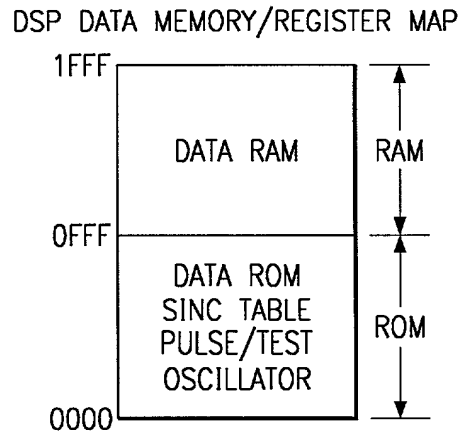 DSP DATA MEMORY/REGISTER MAP
1FFF
DATA RAM
RAM
0FFF
DATA ROM
SINC TABLE
PULSE/TEST
OSCILLATOR
ROM
0000